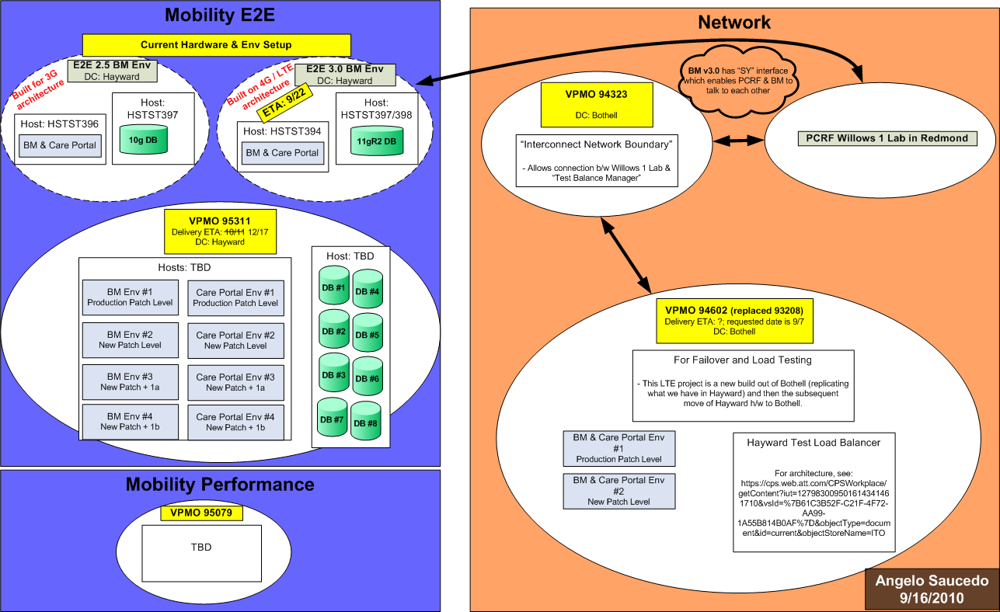 Mobility E2E
Current Hardware & Env Setup
E2E 2.5 BM Env
DC: Hayward
Built for 3G
architecture
Host: HSTST396
BM & Care Portal
Host:
HSTST397
10g DB
E2E 3.0 BM Env
DC: Hayward
Built on 4G / LTE
architecture
ETA: 9/22
Host: HSTST394
BM & Care Portal
Host:
HSTST397/398
11gR2 DB
VPMO 95311
Delivery ETA: 10/11 12/17
DC: Hayward
Hosts: TBD
BM Env #1
Production Patch Level
Care Portal Env #1
Production Patch Level
BM Env #2
New Patch Level
Care Portal Env #2
New Patch Level
BM Env #3
New Patch + 1a
Care Portal Env #3
New Patch + 1a
BM Env #4
New Patch + 1b
Care Portal Env #4
New Patch + 1b
Host: TBD
DB #1
DB #4
DB #2
DB #5
DB #3
DB #6
DB #7
DB #8
Mobility Performance
VPMO 95079
TBD
Network
BM v3.0 has “SY” interface
which enables PCRF & BM to
talk to each other
VPMO 94323
DC: Bothell
“Interconnect Network Boundary”
- Allows connection b/w Willows 1 Lab &
“Test Balance Manager”
PCRF Willows 1 Lab in Redmond
VPMO 94602 (replaced 93208)
Delivery ETA: ?; requested date is 9/7
DC: Bothell
For Failover and Load Testing
- This LTE project is a new build out of Bothell (replicating
what we have in Hayward) and then the subsequent
move of Hayward h/w to Bothell.
BM & Care Portal Env
#1
Production Patch Level
BM & Care Portal Env
#2
New Patch Level
Hayward Test Load Balancer
For architecture, see:
https://cps.web.att.com/CPSWorkplace/
getContent?iut=12798300950161434146
1710&vsId=%7B61C3B52F-C21F-4F72-
AA99-
1A55B814B0AF%7D&objectType=docum
ent&id=current&objectStoreName=ITO
Angelo Saucedo
9/16/2010